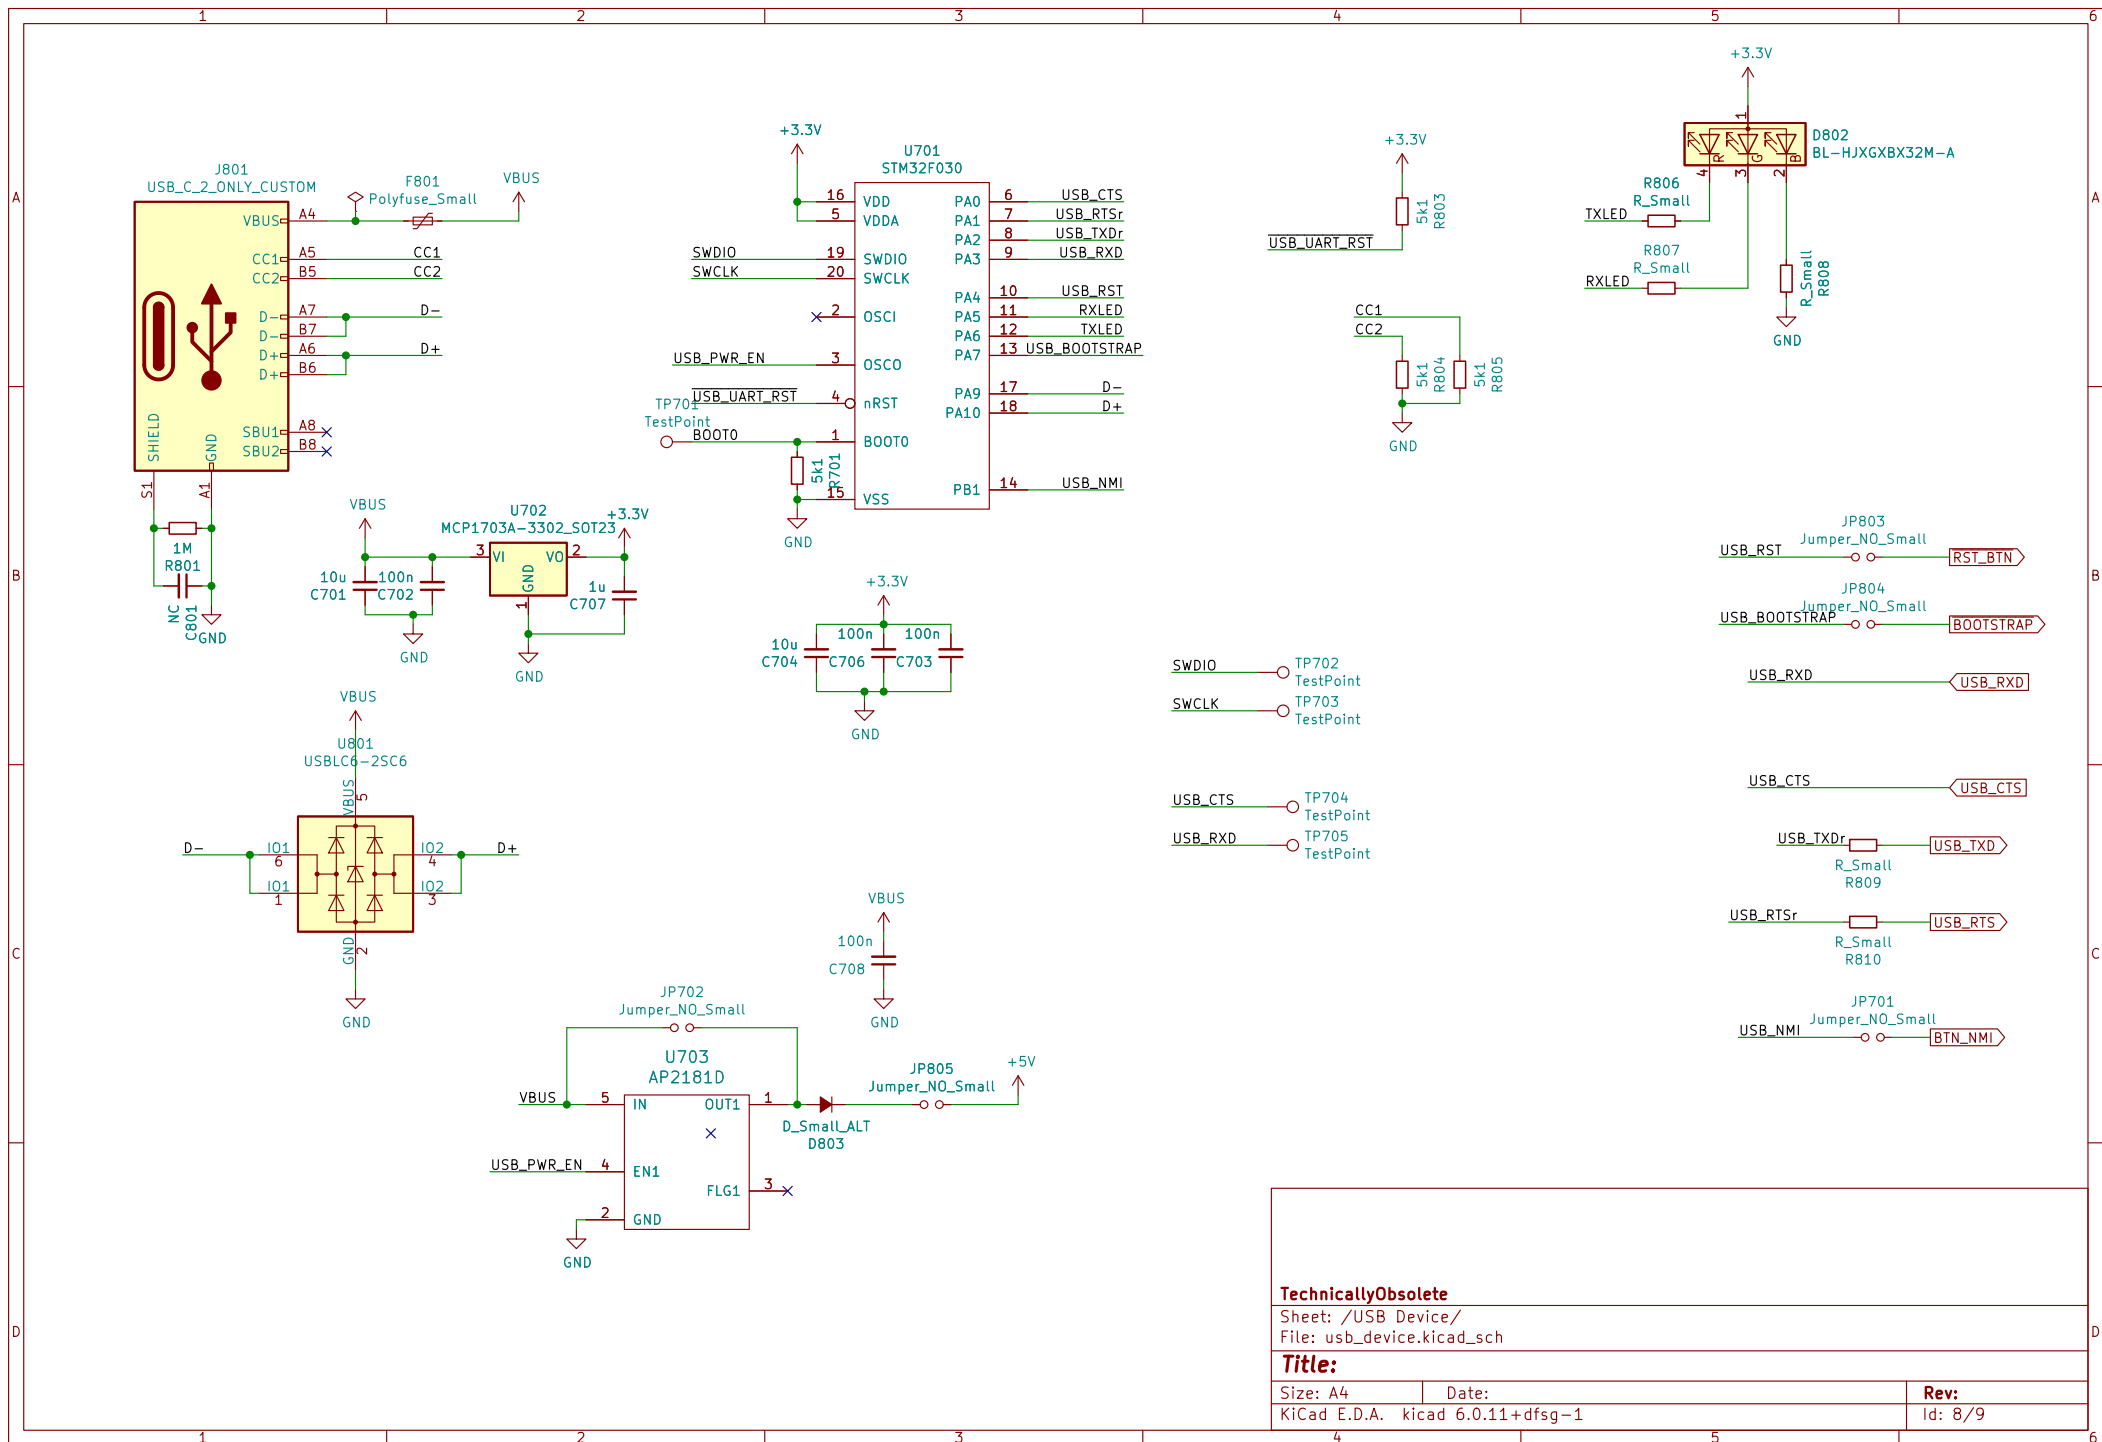 1 2 3 4 5 6
A
B
C
D
J801
USB_C_2_ONLY_CUSTOM
VBUS A4
CC1 A5
CC2 B5
D- A7
D- B7
D+ A6
D+ B6
SBU1 A8
SBU2 B8
SHIELD
GND
S1
A1
CC1
CC2
D-
D+
F801
Polyfuse_Small
VBUS
1M
R801
NC
C801
GND
VBUS
10u
C701
100n
C702
GND
U702
MCP1703A-3302_SOT23
3 VI
VO 2
GND
1
+3.3V
1u
C707
GND
VBUS
U801
USBLC6-2SC6
VBUS
5
D-
IO1
6
IO1
1
IO2
4
IO2
3
D+
GND
2
GND
+3.3V
U701
STM32F030
16 VDD
5 VDDA
SWDIO 19 SWDIO
SWCLK 20 SWCLK
2 OSCI
USB_PWR_EN 3 OSCO
USB_UART_RST 4 nRST
TP701
TestPoint
BOOT0 1 BOOT0
5k1
R701
15 VSS
GND
PA0 6 USB_CTS
PA1 7 USB_RTSr
PA2 8 USB_TXDr
PA3 9 USB_RXD
PA4 10 USB_RST
PA5 11 RXLED
PA6 12 TXLED
PA7 13 USB_BOOTSTRAP
PA9 17 D-
PA10 18 D+
PB1 14 USB_NMI
+3.3V
10u
C704
100n
C706
100n
C703
GND
VBUS
100n
C708
GND
JP702
Jumper_NO_Small
U703
AP2181D
VBUS 5 IN
OUT1 1
USB_PWR_EN 4 EN1
FLG1 3
2 GND
GND
D_Small_ALT
D803
JP805
Jumper_NO_Small
+5V
+3.3V
5k1
R803
USB_UART_RST
CC1
CC2
5k1
R804
5k1
R805
GND
SWDIO
TP702
TestPoint
SWCLK
TP703
TestPoint
USB_CTS
TP704
TestPoint
USB_RXD
TP705
TestPoint
+3.3V
1
D802
BL-HJXGXBX32M-A
R
G
B
4
3
2
R806
R_Small
TXLED
R807
R_Small
RXLED
R_Small
R808
GND
JP803
Jumper_NO_Small
USB_RST
RST_BTN
JP804
Jumper_NO_Small
USB_BOOTSTRAP
BOOTSTRAP
USB_RXD
USB_RXD
USB_CTS
USB_CTS
USB_TXDr
USB_TXD
R_Small
R809
USB_RTSr
USB_RTS
R_Small
R810
JP701
Jumper_NO_Small
USB_NMI
BTN_NMI
TechnicallyObsolete
Sheet: /USB Device/
File: usb_device.kicad_sch
Title:
Size: A4 Date: Rev:
KiCad E.D.A. kicad 6.0.11+dfsg-1 Id: 8/9
A
B
C
D
1 2 3 4 5 6